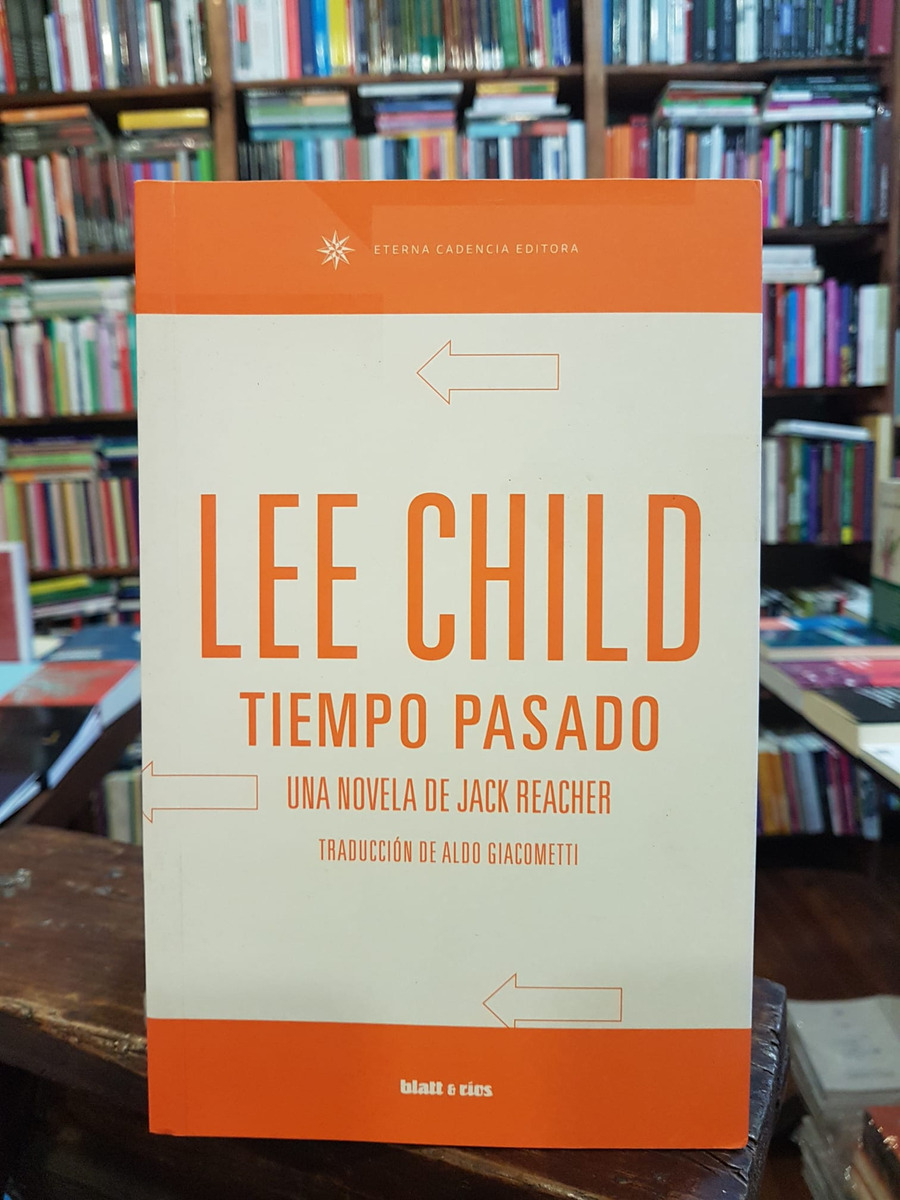 ETERNA CADENCIA EDITORA
LEE CHILD
TIEMPO PASADO
UNA NOVELA DE JACK REACHER
TRADUCCIÓN DE ALDO GIACOMETTI
blatt & ríos